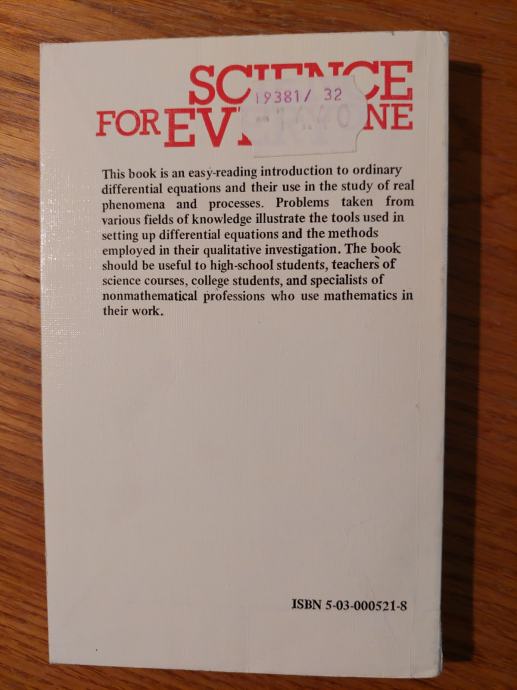 SCIENCE
19381/ 32
FOR EVERYONE
This book is an easy-reading introduction to ordinary
differential equations and their use in the study of real
phenomena and processes. Problems taken from
various fields of knowledge illustrate the tools used in
setting up differential equations and the methods
employed in their qualitative investigation. The book
should be useful to high-school students, teachers of
science courses, college students, and specialists of
nonmathematical professions who use mathematics in
their work.
ISBN 5-03-000521-8